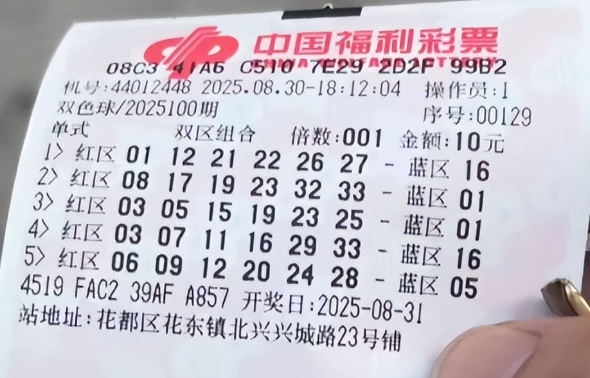 中国福利彩票
CHINA WELFARE LOTTERY
08C3 41A6 C510 7E29 2D2F 99B2
机号:44012448 2025.08.30-18:12:04 操作员:1
双色球/2025100期 序号:00129
单式 双区组合 倍数:001 金额:10元
1> 红区 01 12 21 22 26 27 - 蓝区 16
2> 红区 08 17 19 23 32 33 - 蓝区 01
3> 红区 03 05 15 19 23 25 - 蓝区 01
4> 红区 03 07 11 16 29 33 - 蓝区 16
5> 红区 06 09 12 20 24 28 - 蓝区 05
4519 FAC2 39AF A857 开奖日:2025-08-31
站地址:花都区花东镇北兴兴城路23号铺